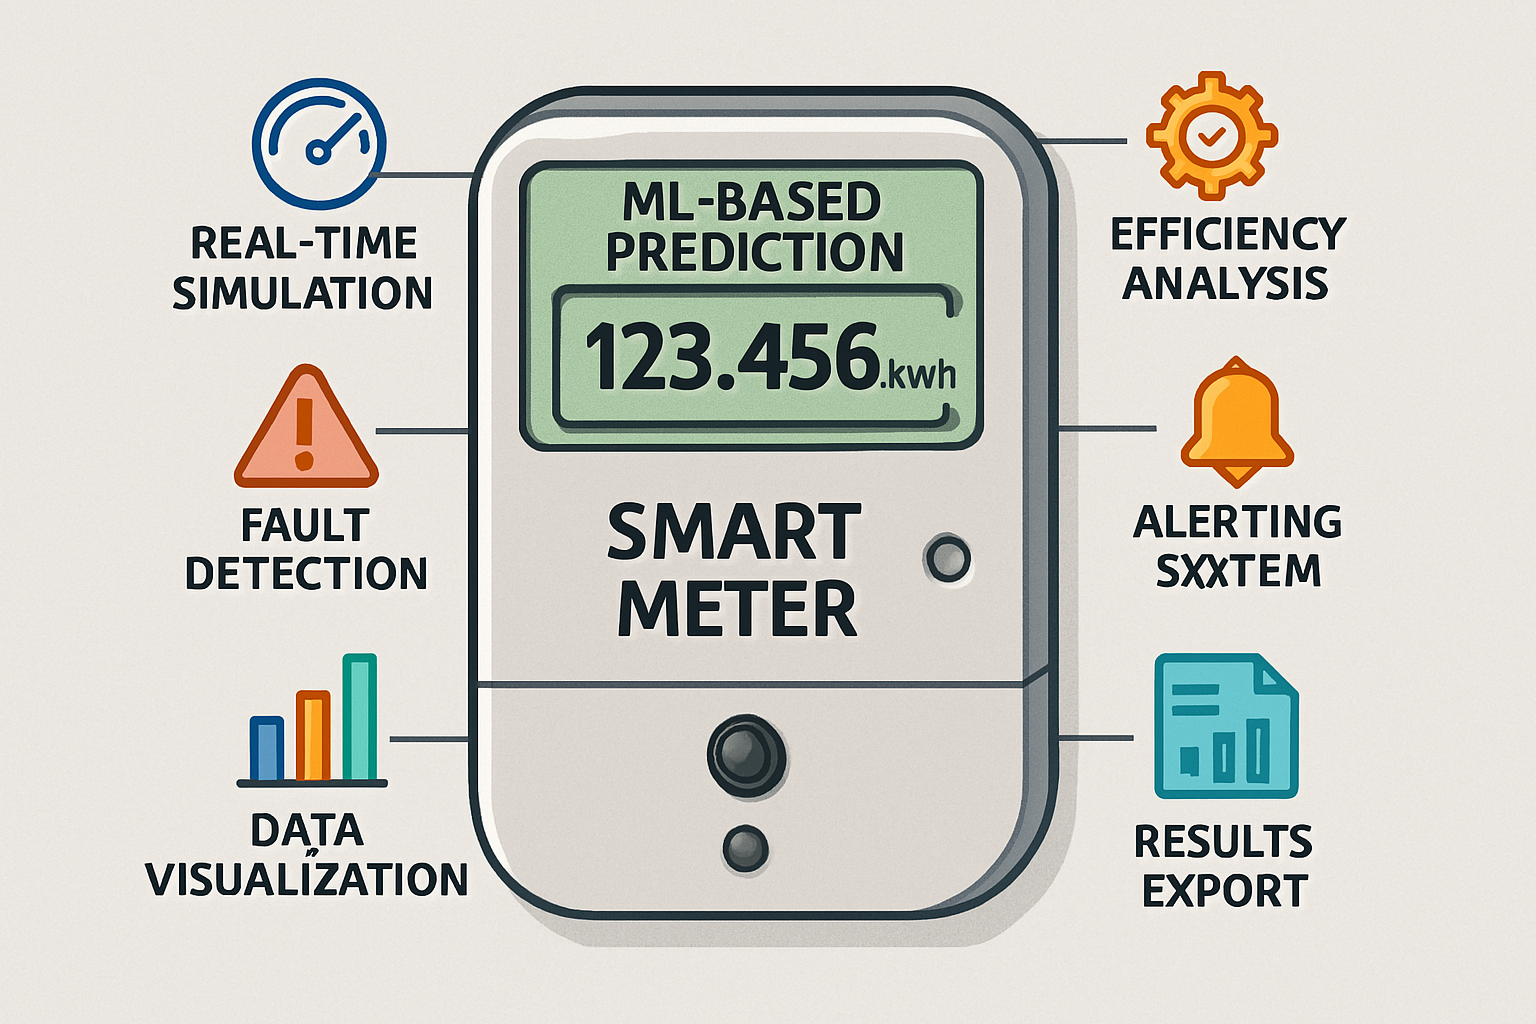 REAL-TIME
SIMULATION
FAULT
DETECTION
DATA
VISUALIZATION
ML-BASED
PREDICTION
123.456.kwh
SMART
METER
EFFICIENCY
ANALYSIS
ALERTING
SXXTEM
RESULTS
EXPORT